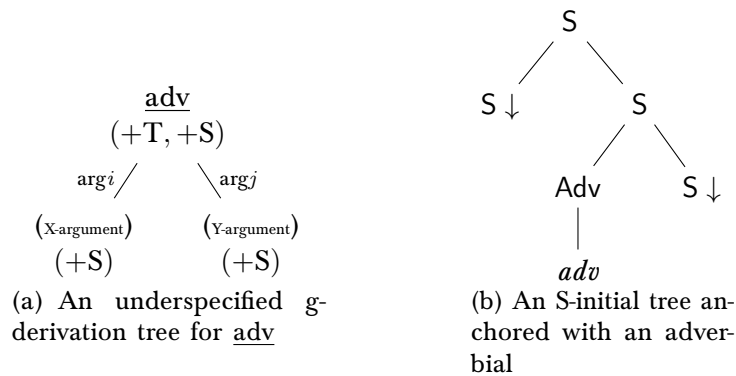 adv
(+T, +S)
argi argj
(X-argument) (Y-argument)
(+S) (+S)
(a) An underspecified g-
derivation tree for adv
S
S ↓ S
Adv S ↓
adv
(b) An S-initial tree an-
chored with an adver-
bial